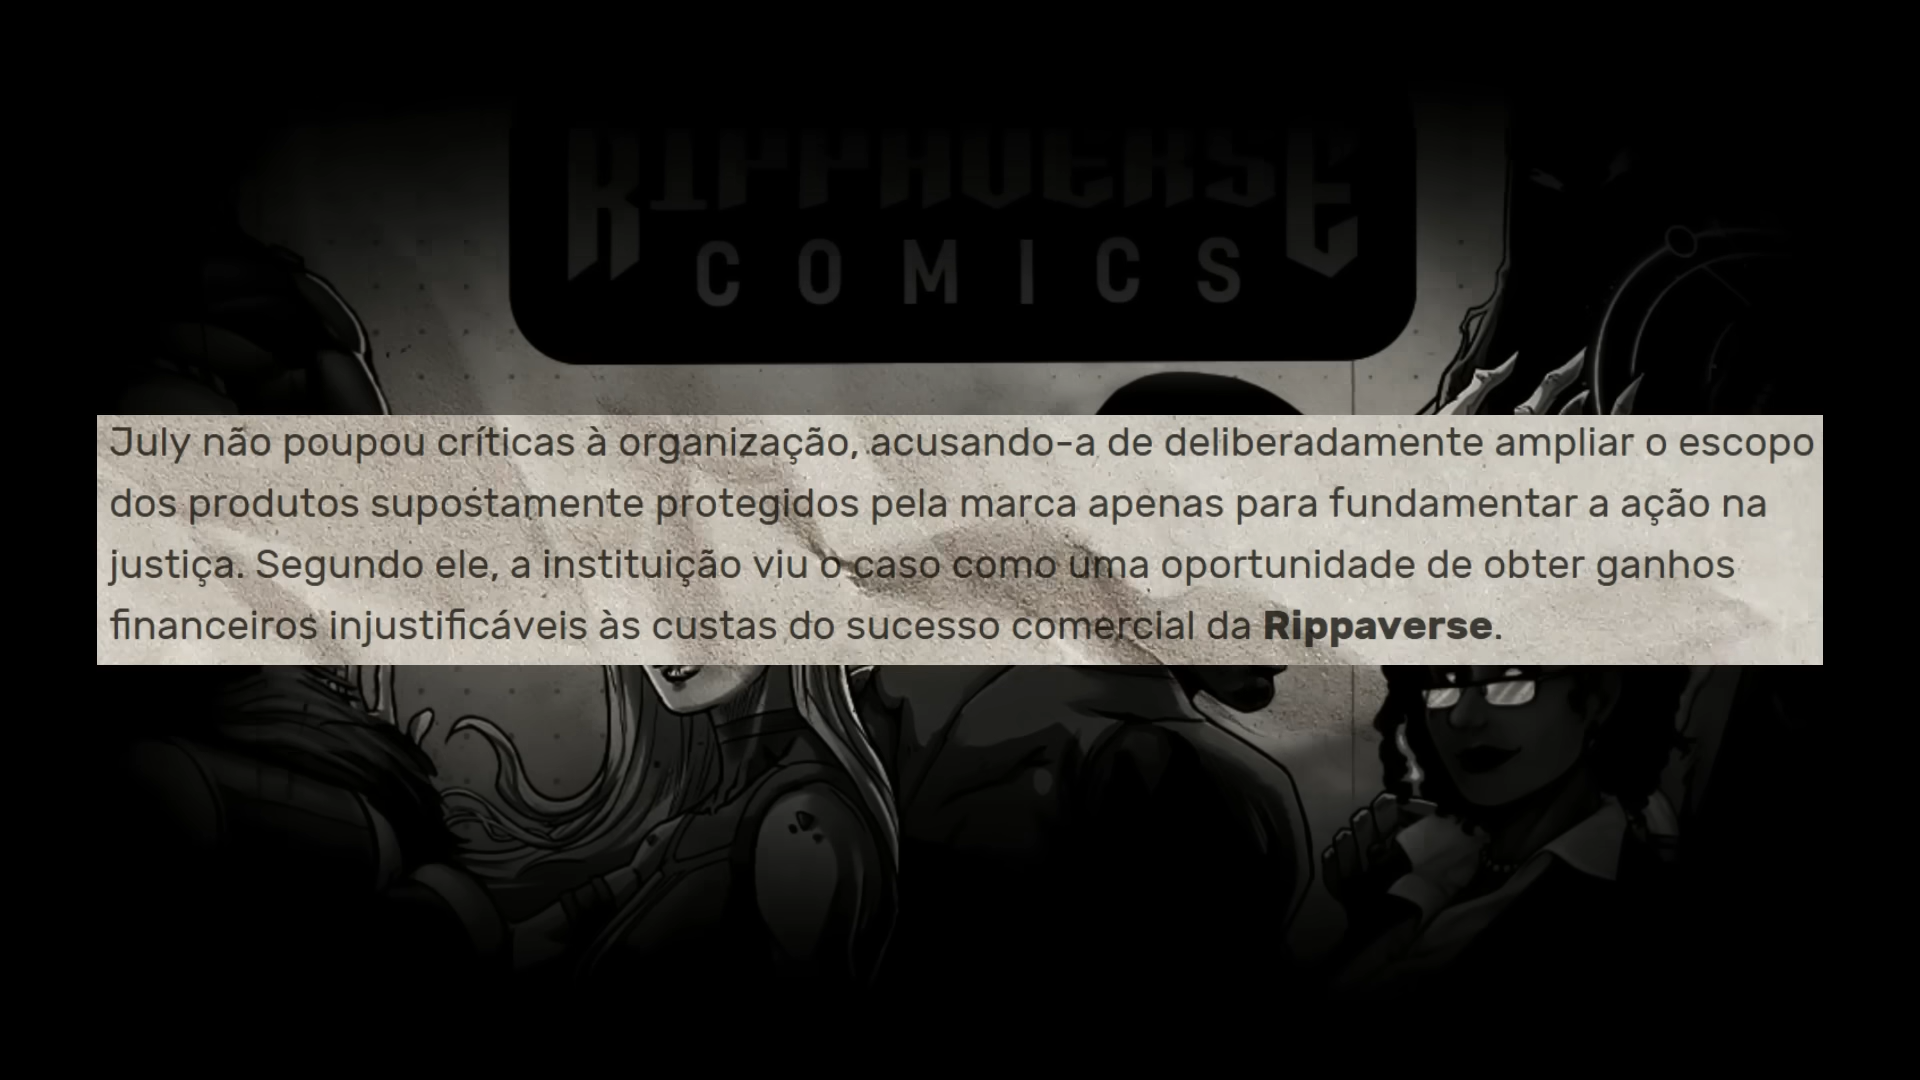 RIPPAVERSE
COMICS
July não poupou críticas à organização, acusando-a de deliberadamente ampliar o escopo
dos produtos supostamente protegidos pela marca apenas para fundamentar a ação na
justiça. Segundo ele, a instituição viu o caso como uma oportunidade de obter ganhos
financeiros injustificáveis às custas do sucesso comercial da Rippaverse.